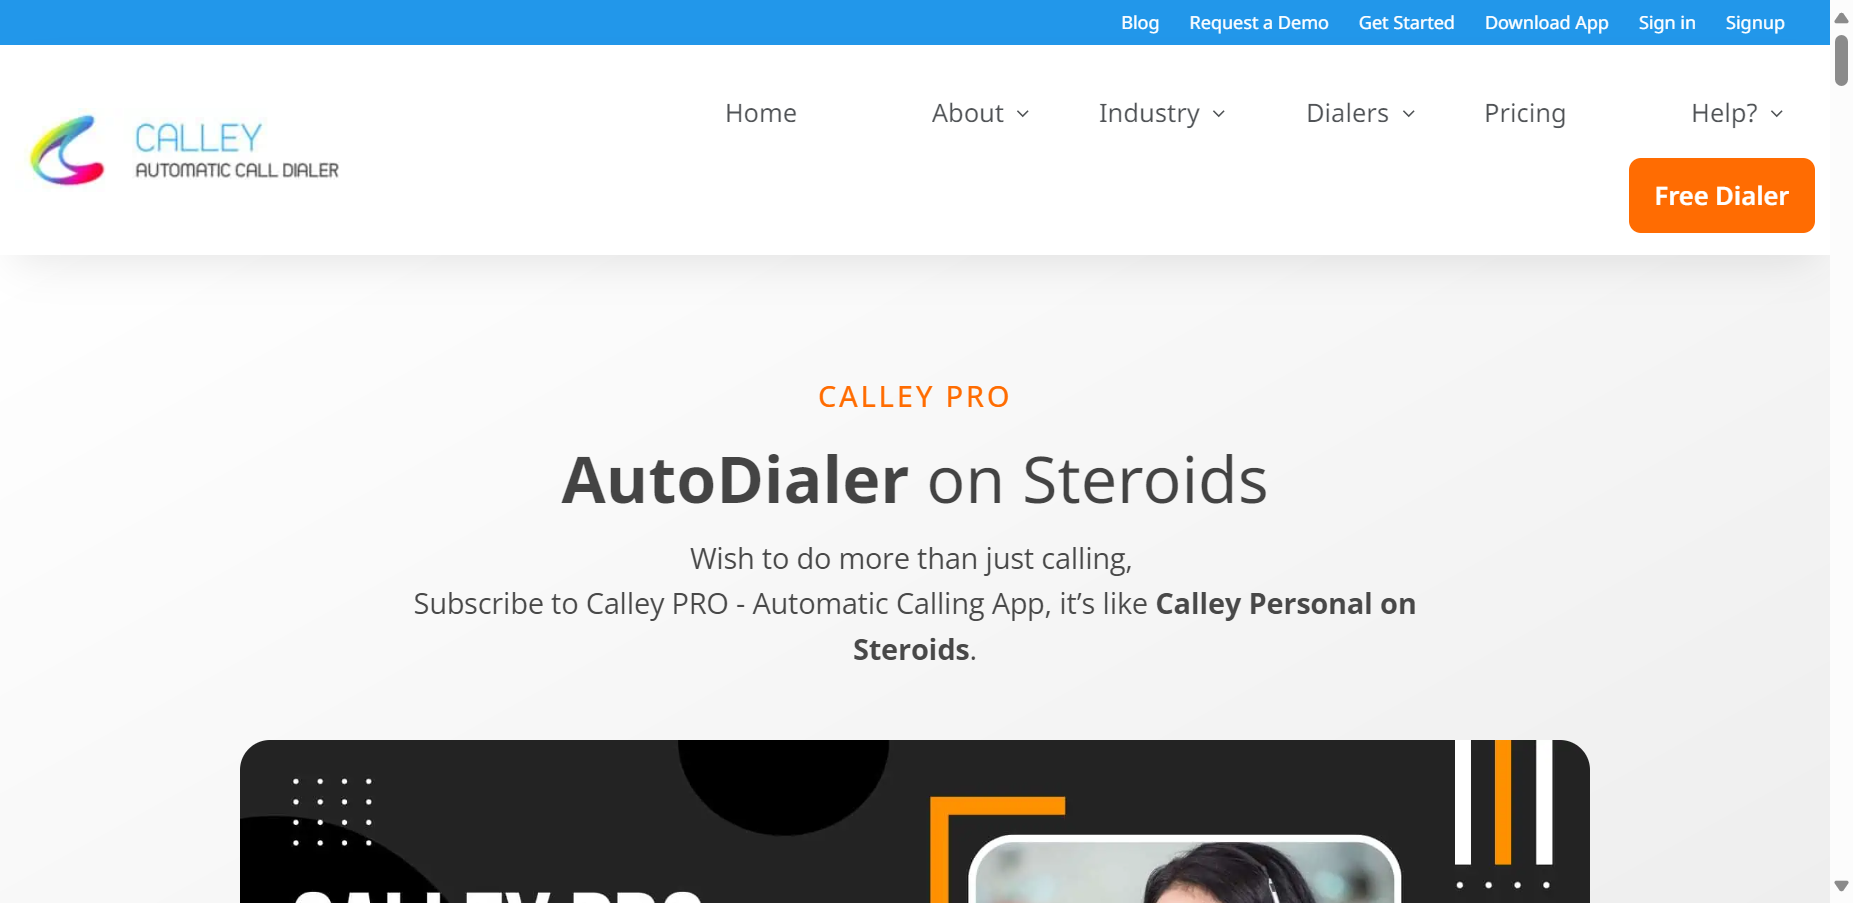 Blog Request a Demo Get Started Download App Sign in Signup
CALLEY
AUTOMATIC CALL DIALER
Home About Industry Dialers Pricing Help?
Free Dialer
CALLEY PRO
AutoDialer on Steroids
Wish to do more than just calling,
Subscribe to Calley PRO - Automatic Calling App, it’s like Calley Personal on
Steroids.
CALLEY PRO